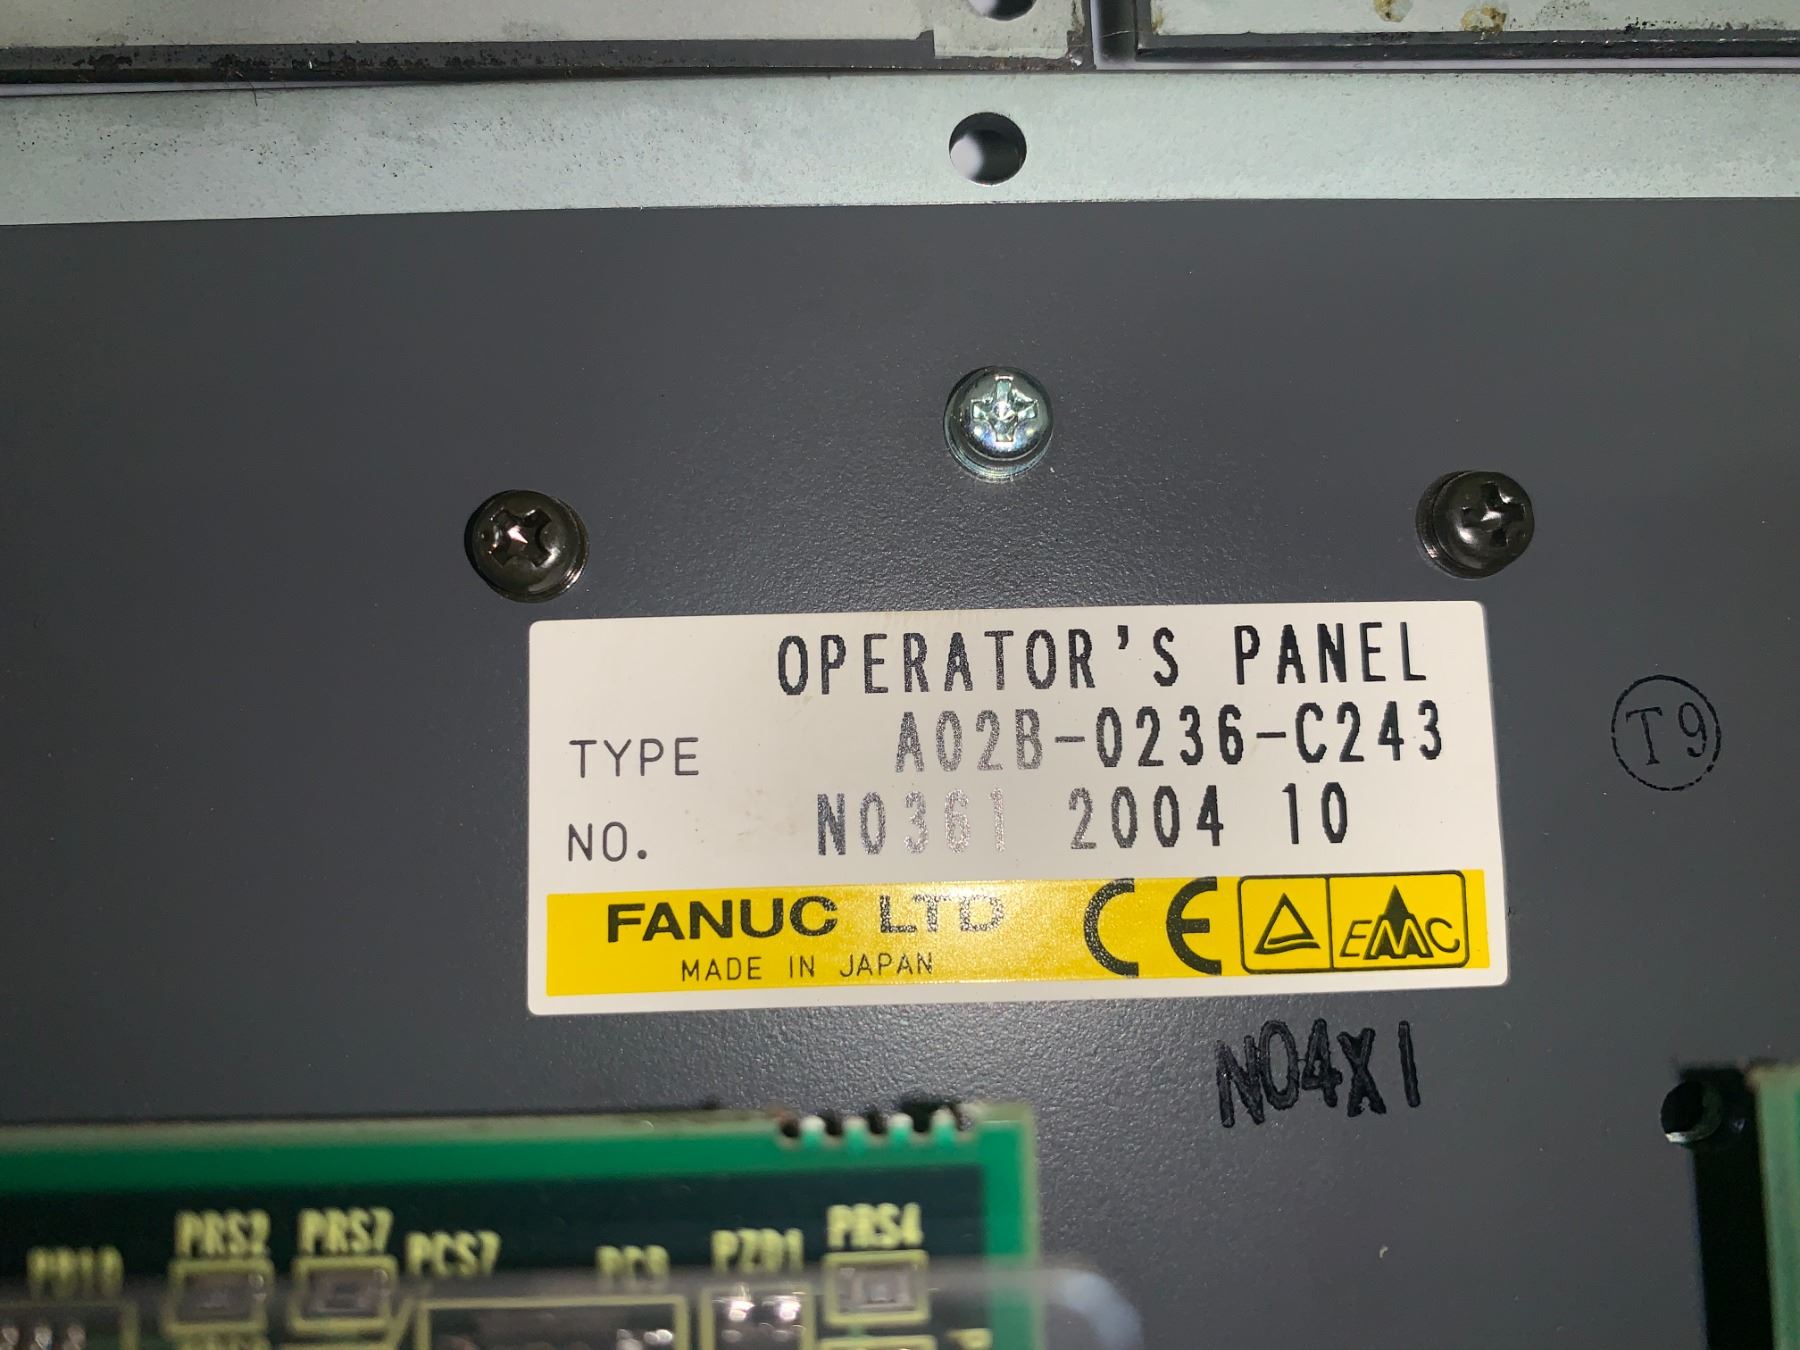 OPERATOR'S PANEL
TYPE A02B-0236-C243
NO. N0361 2004 10
FANUC LTD
MADE IN JAPAN
CE EMC
T9
N04X1
PRS2 PRS7 PCS7 PZD1 PRS4